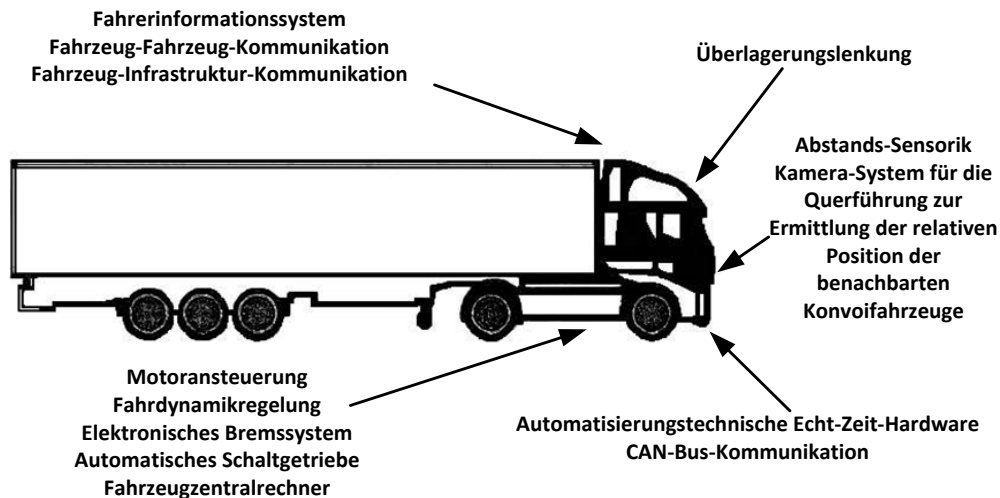 Fahrerinformationssystem
Fahrzeug-Fahrzeug-Kommunikation
Fahrzeug-Infrastruktur-Kommunikation
Überlagerungslenkung
Abstands-Sensorik
Kamera-System für die
Querführung zur
Ermittlung der relativen
Position der
benachbarten
Konvoifahrzeuge
Motoransteuerung
Fahrdynamikregelung
Elektronisches Bremssystem
Automatisches Schaltgetriebe
Fahrzeugzentralrechner
Automatisierungstechnische Echt-Zeit-Hardware
CAN-Bus-Kommunikation